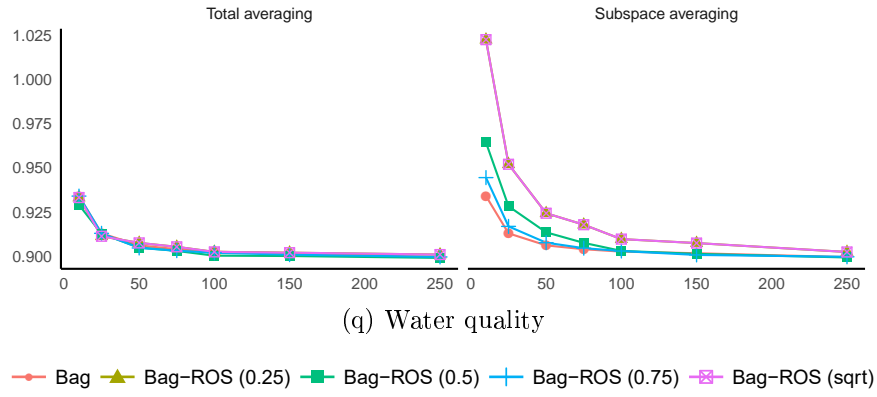 Total averaging
Subspace averaging
1.025
1.000
0.975
0.950
0.925
0.900
0 50 100 150 200 250
0 50 100 150 200 250
(q) Water quality
Bag Bag−ROS (0.25) Bag−ROS (0.5) Bag−ROS (0.75) Bag−ROS (sqrt)